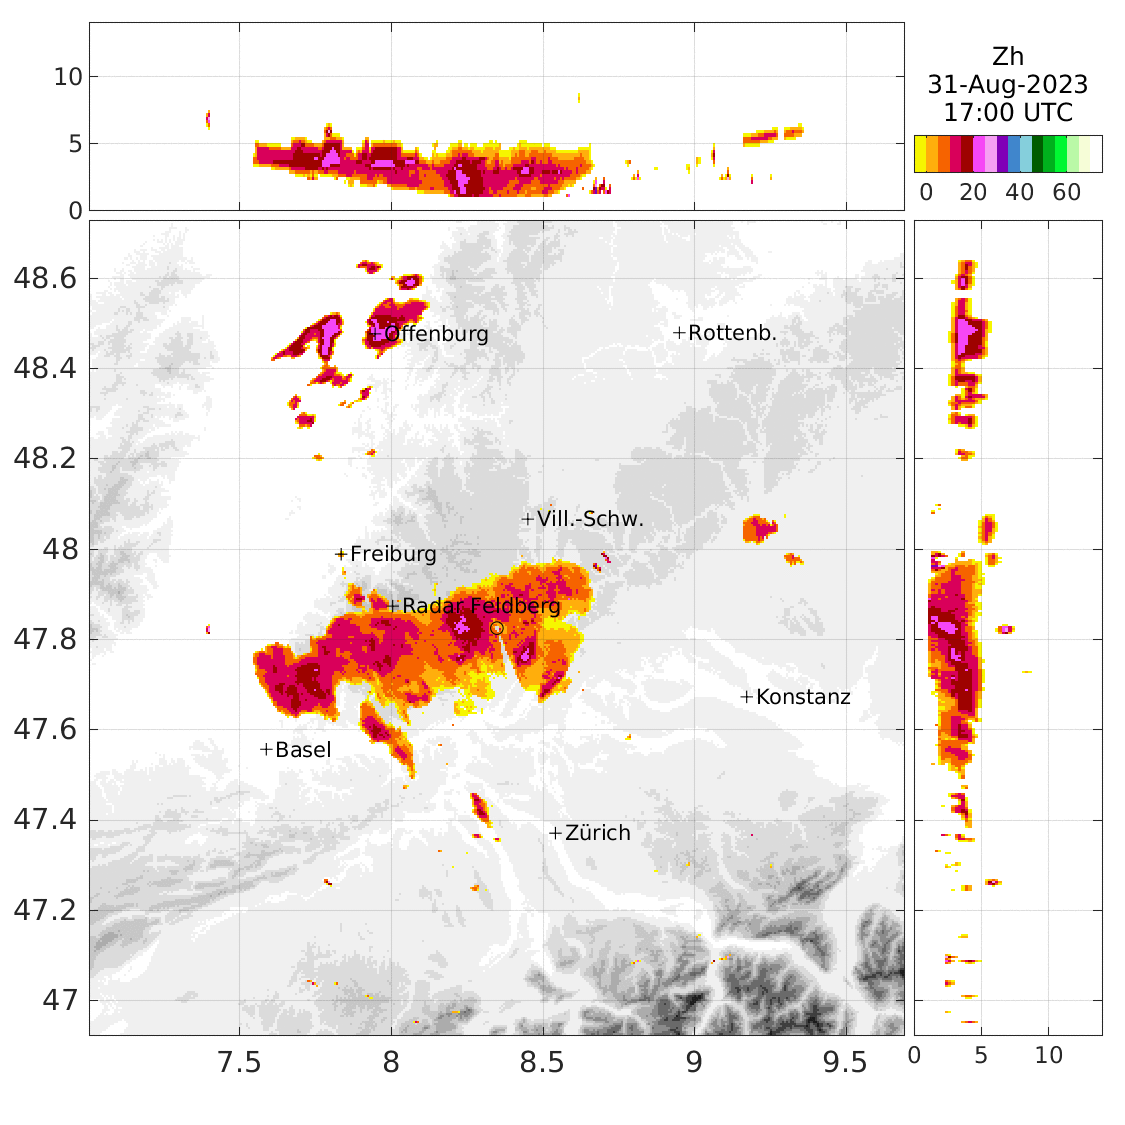 10
5
0
Zh
31-Aug-2023
17:00 UTC
0 20 40 60
48.6
48.4
48.2
48
47.8
47.6
47.4
47.2
47
+Offenburg
+Rottenb.
+Vill.-Schw.
+Freiburg
+Radar Feldberg
+Konstanz
+Basel
+Zürich
7.5 8 8.5 9 9.5
0 5 10